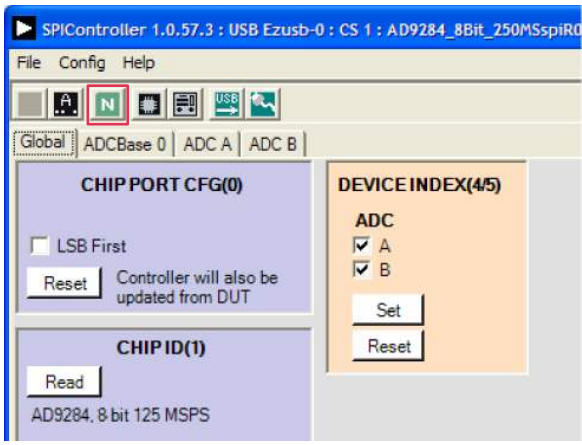 SPIController 1.0.57.3 : USB Ezusb-0 : CS 1 : AD9284_8Bit_250MSspiR0
File Config Help
A N USB
Global ADCBase 0 ADC A ADC B
CHIP PORT CFG(0)
LSB First
Reset
Controller will also be
updated from DUT
DEVICE INDEX(4/5)
ADC
A
B
Set
Reset
CHIP ID(1)
Read
AD9284, 8-bit 125 MSPS